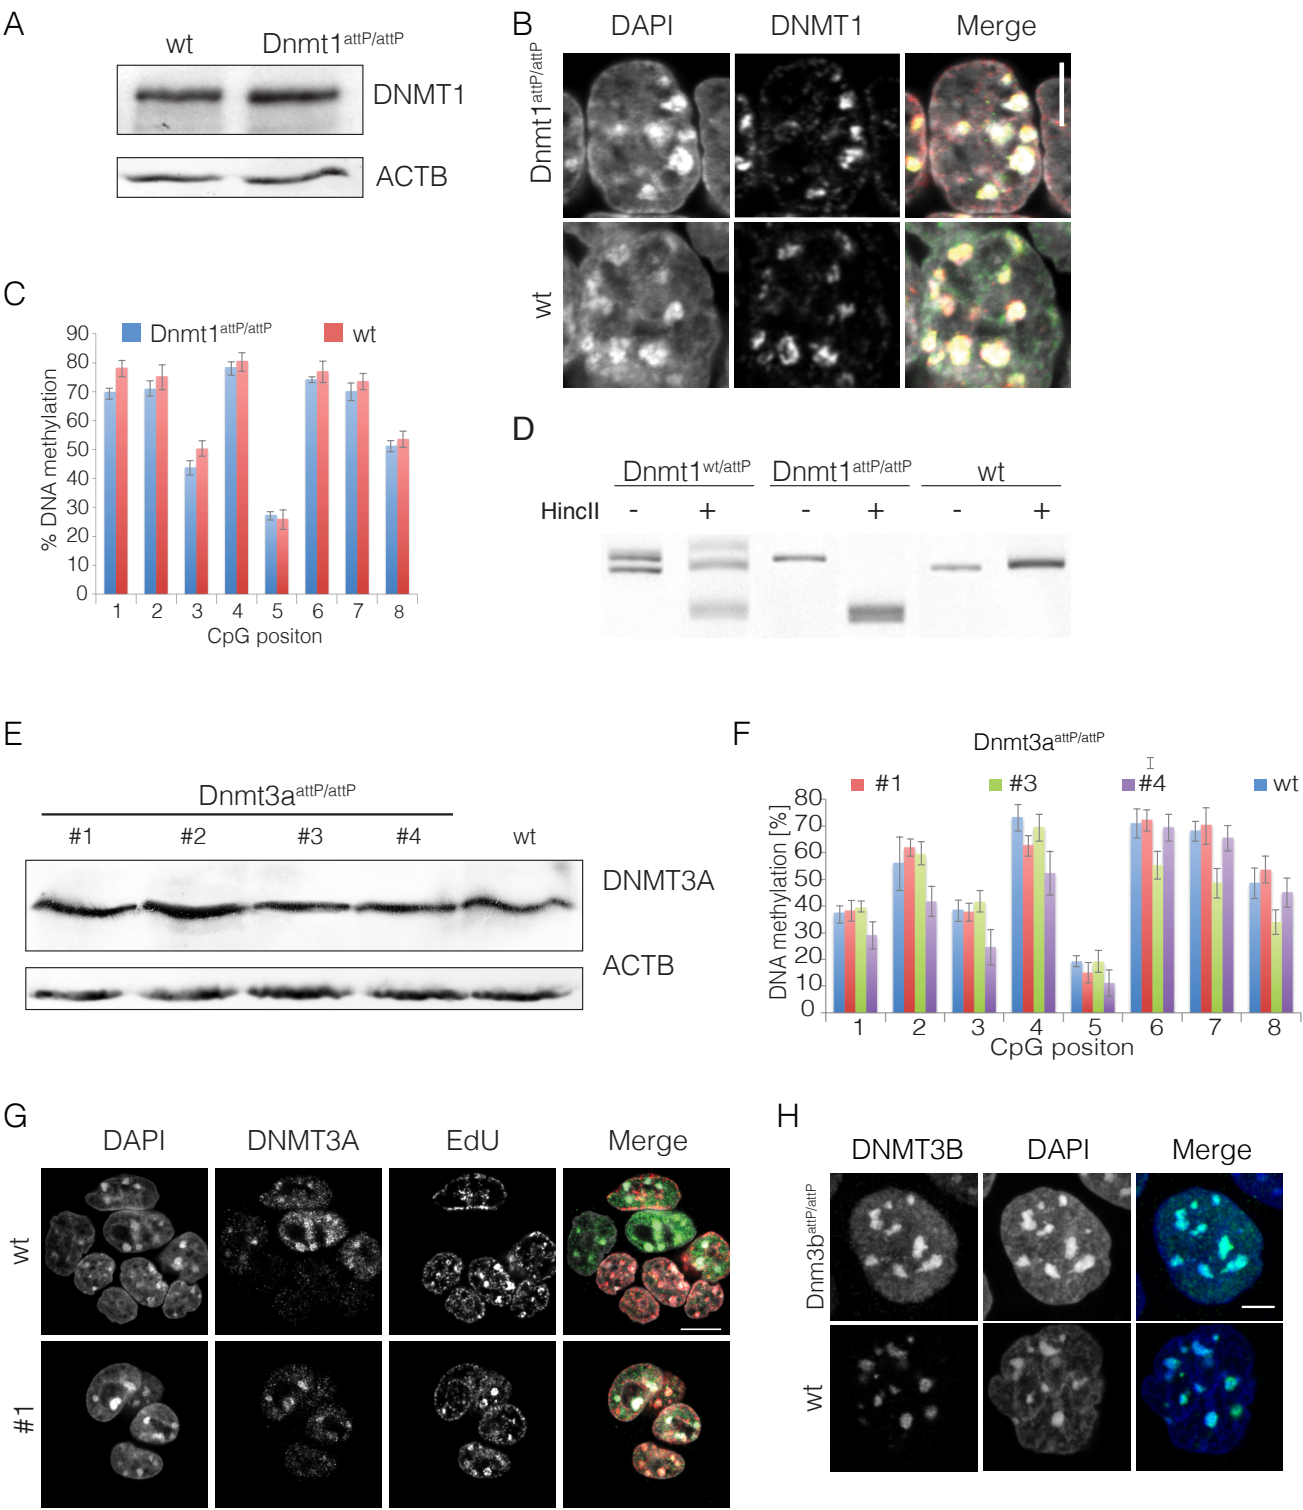 A
wt Dnmt1attP/attP
DNMT1
ACTB
B
DAPI DNMT1 Merge
Dnmt1attP/attP
wt
C
Dnmt1attP/attP wt
% DNA methylation
90
80
70
60
50
40
30
20
10
0
1 2 3 4 5 6 7 8
CpG positon
D
Dnmt1wt/attP Dnmt1attP/attP wt
HincII - + - + - +
E
Dnmt3aattP/attP
#1 #2 #3 #4 wt
DNMT3A
ACTB
F
Dnmt3aattP/attP
#1 #3 #4 wt
DNA methylation [%]
80
70
60
50
40
30
20
10
0
1 2 3 4 5 6 7 8
CpG positon
G
DAPI DNMT3A EdU Merge
wt
#1
H
DNMT3B DAPI Merge
Dnm3battP/attP
wt